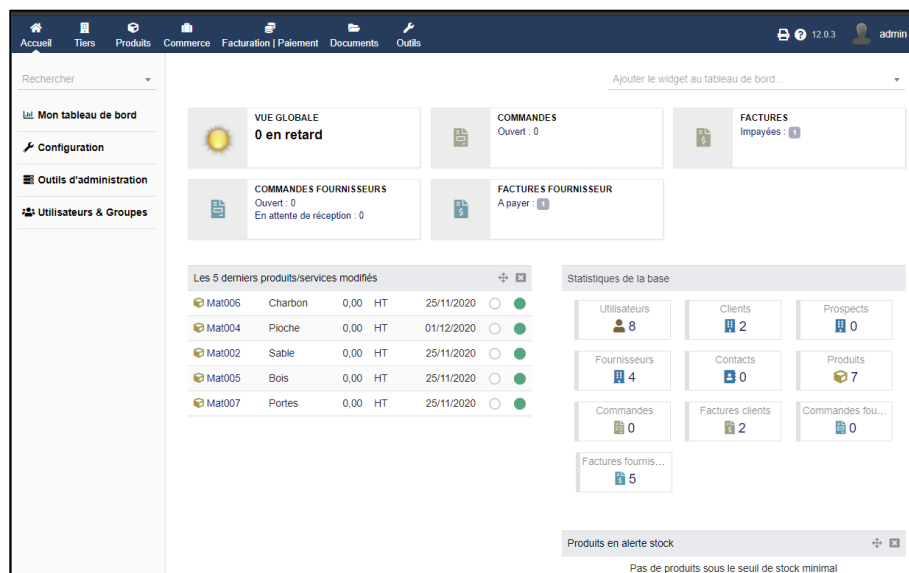 Accueil Tiers Produits Commerce Facturation | Paiement Documents Outils 12.0.3 admin
Rechercher
Ajouter le widget au tableau de bord...
Mon tableau de bord
Configuration
Outils d'administration
Utilisateurs & Groupes
VUE GLOBALE
0 en retard
COMMANDES
Ouvert : 0
FACTURES
Impayées : 1
COMMANDES FOURNISSEURS
Ouvert : 0
En attente de réception : 0
FACTURES FOURNISSEUR
A payer : 1
Les 5 derniers produits/services modifiés
Mat006 Charbon 0,00 HT 25/11/2020
Mat004 Pioche 0,00 HT 01/12/2020
Mat002 Sable 0,00 HT 25/11/2020
Mat005 Bois 0,00 HT 25/11/2020
Mat007 Portes 0,00 HT 25/11/2020
Statistiques de la base
Utilisateurs
8
Clients
2
Prospects
0
Fournisseurs
4
Contacts
0
Produits
7
Commandes
0
Factures clients
2
Commandes fou...
0
Factures fournis...
5
Produits en alerte stock
Pas de produits sous le seuil de stock minimal